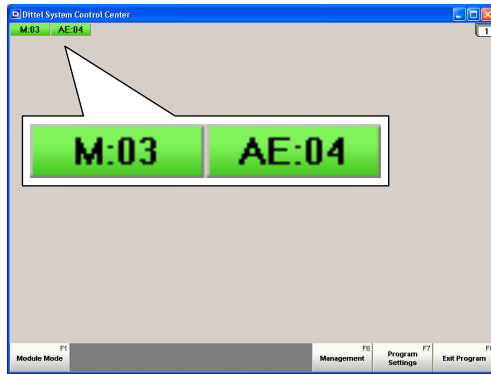 Dittel System Control Center
M:03 AE:04
1
M:03 AE:04
F1
Module Mode
F6
Management
F7
Program
Settings
Exit Program